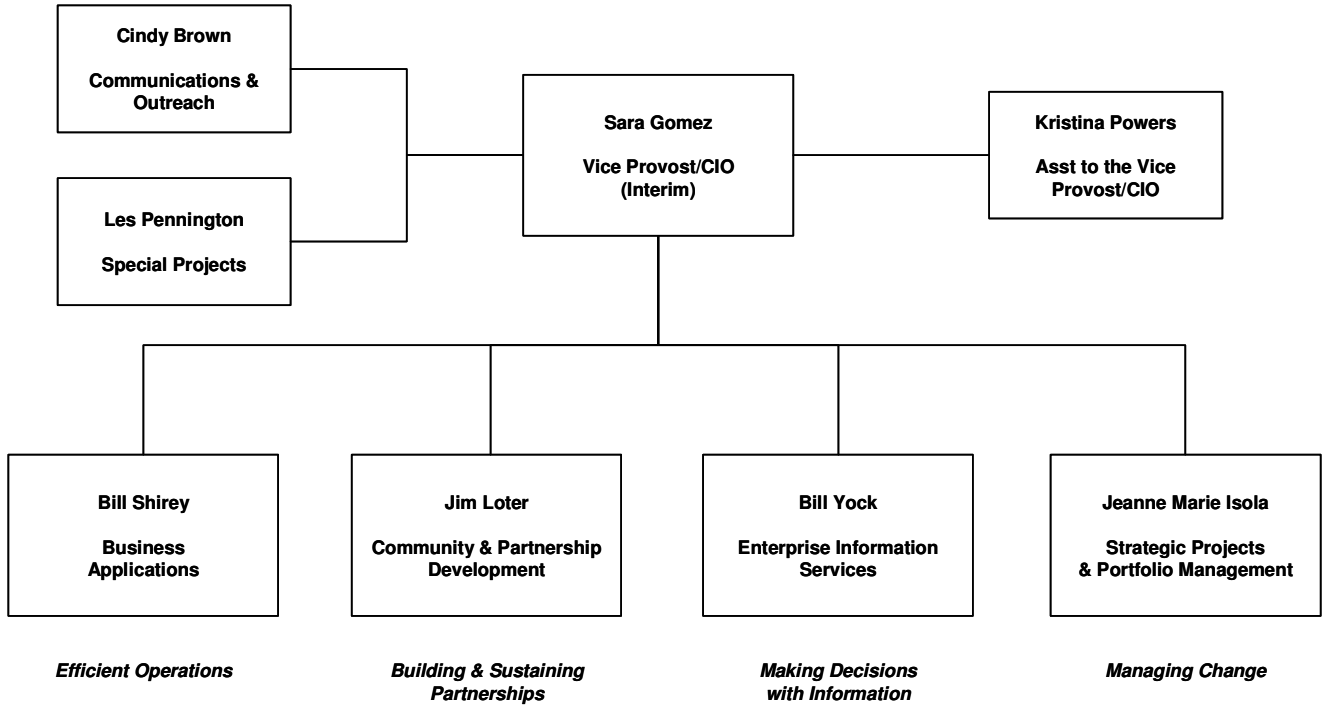 Cindy Brown
Communications &
Outreach
Les Pennington
Special Projects
Sara Gomez
Vice Provost/CIO
(Interim)
Kristina Powers
Asst to the Vice
Provost/CIO
Bill Shirey
Business
Applications
Jim Loter
Community & Partnership
Development
Bill Yock
Enterprise Information
Services
Jeanne Marie Isola
Strategic Projects
& Portfolio Management
Efficient Operations
Building & Sustaining
Partnerships
Making Decisions
with Information
Managing Change